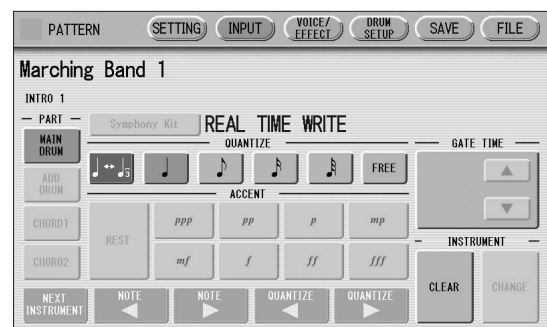 PATTERN SETTING INPUT VOICE/ EFFECT DRUM SETUP SAVE FILE
Marching Band 1
INTRO 1
PART
Symphony Kit REAL TIME WRITE
MAIN DRUM
QUANTIZE
GATE TIME
3 FREE
ADD DRUM
ACCENT
CHORD1
REST ppp pp p mp
INSTRUMENT
CHORD2
mf f ff fff
CLEAR CHANGE
NEXT INSTRUMENT
NOTE NOTE QUANTIZE QUANTIZE